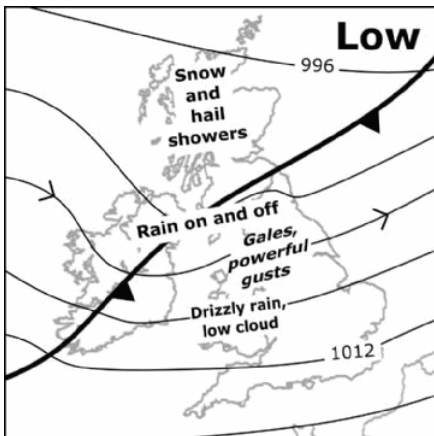 Low
996
Snow
and
hail
showers
Rain on and off
Gales,
powerful
gusts
Drizzly rain,
low cloud
1012